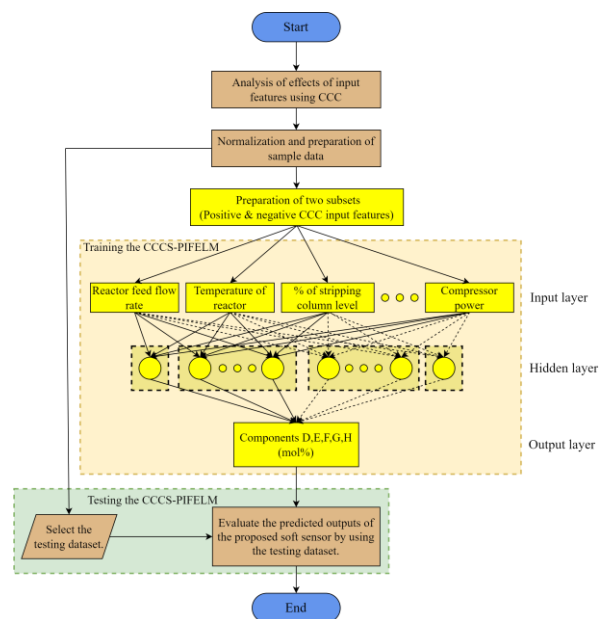 Start
Analysis of effects of input
features using CCC
Normalization and preparation of
sample data
Preparation of two subsets
(Positive & negative CCC input features)
Training the CCCS-PIFELM
Reactor feed flow
rate
Temperature of
reactor
% of stripping
column level
Compressor
power
Input layer
Hidden layer
Components D,E,F,G,H
(mol%)
Output layer
Testing the CCCS-PIFELM
Select the
testing dataset.
Evaluate the predicted outputs of
the proposed soft sensor by using
the testing dataset.
End